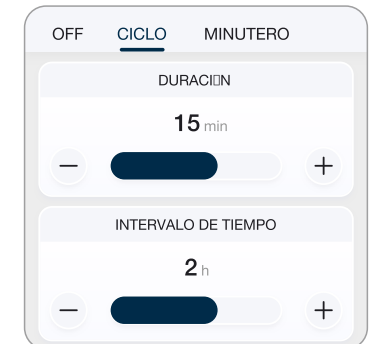 OFF CICLO MINUTERO
DURACI▯N
15 min
− +
INTERVALO DE TIEMPO
2 h
− +